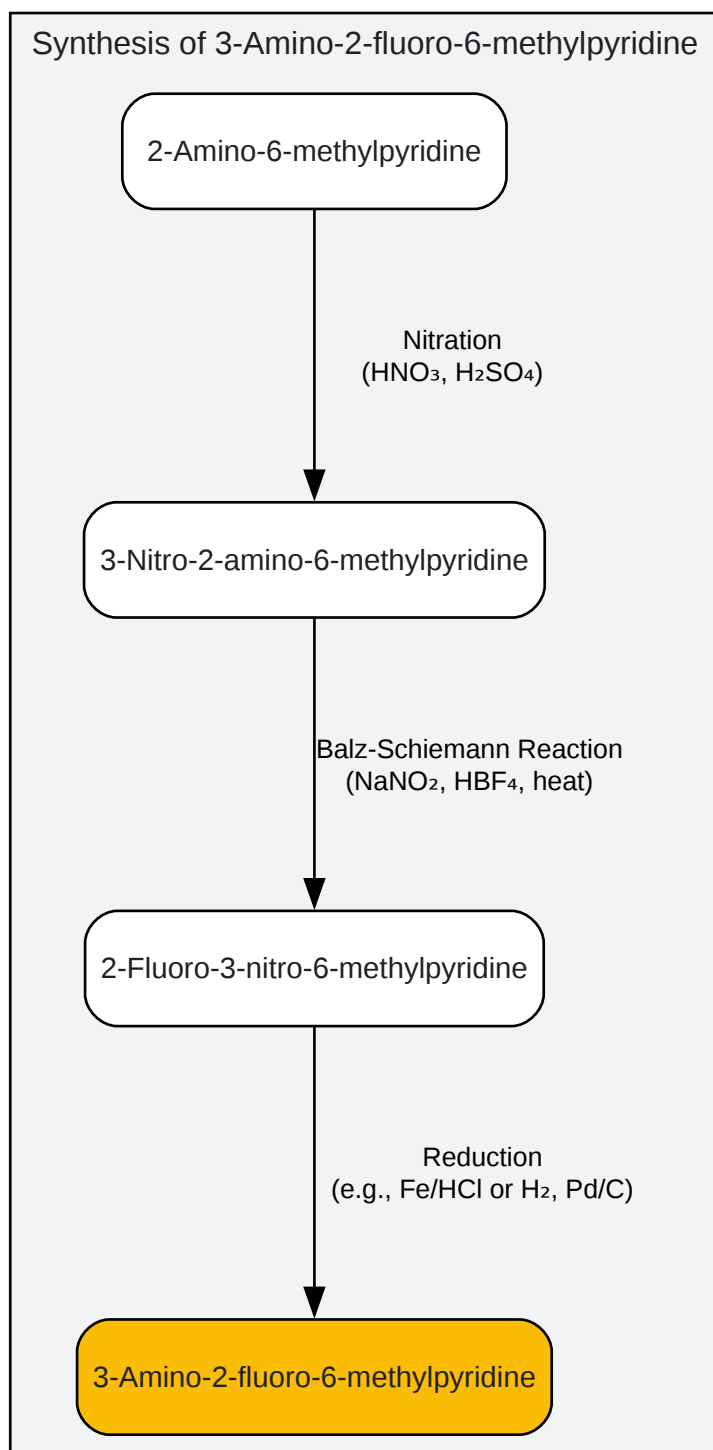 Synthesis of 3-Amino-2-fluoro-6-methylpyridine
2-Amino-6-methylpyridine
Nitration
(HNO₃, H₂SO₄)
3-Nitro-2-amino-6-methylpyridine
Balz-Schiemann Reaction
(NaNO₂, HBF₄, heat)
2-Fluoro-3-nitro-6-methylpyridine
Reduction
(e.g., Fe/HCl or H₂, Pd/C)
3-Amino-2-fluoro-6-methylpyridine